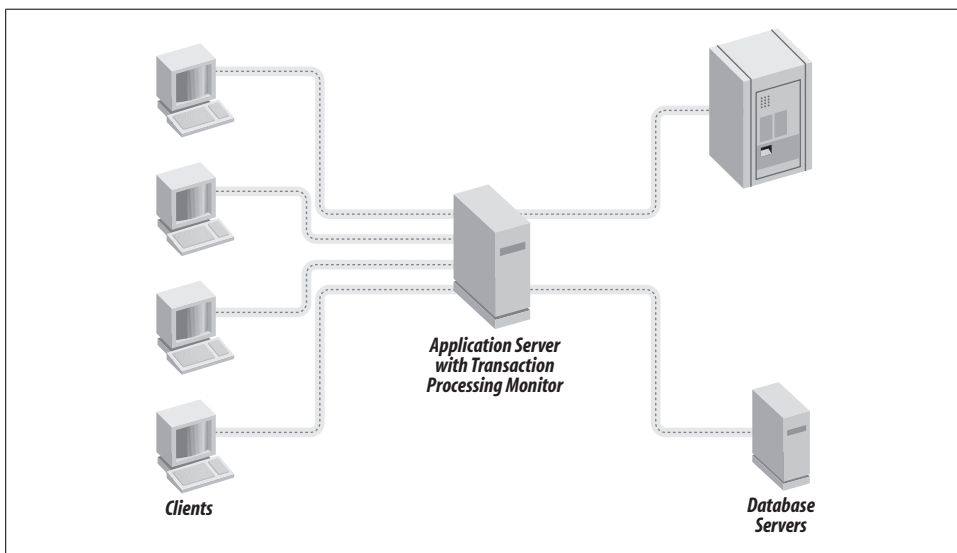 Application Server
with Transaction
Processing Monitor
Clients
Database
Servers